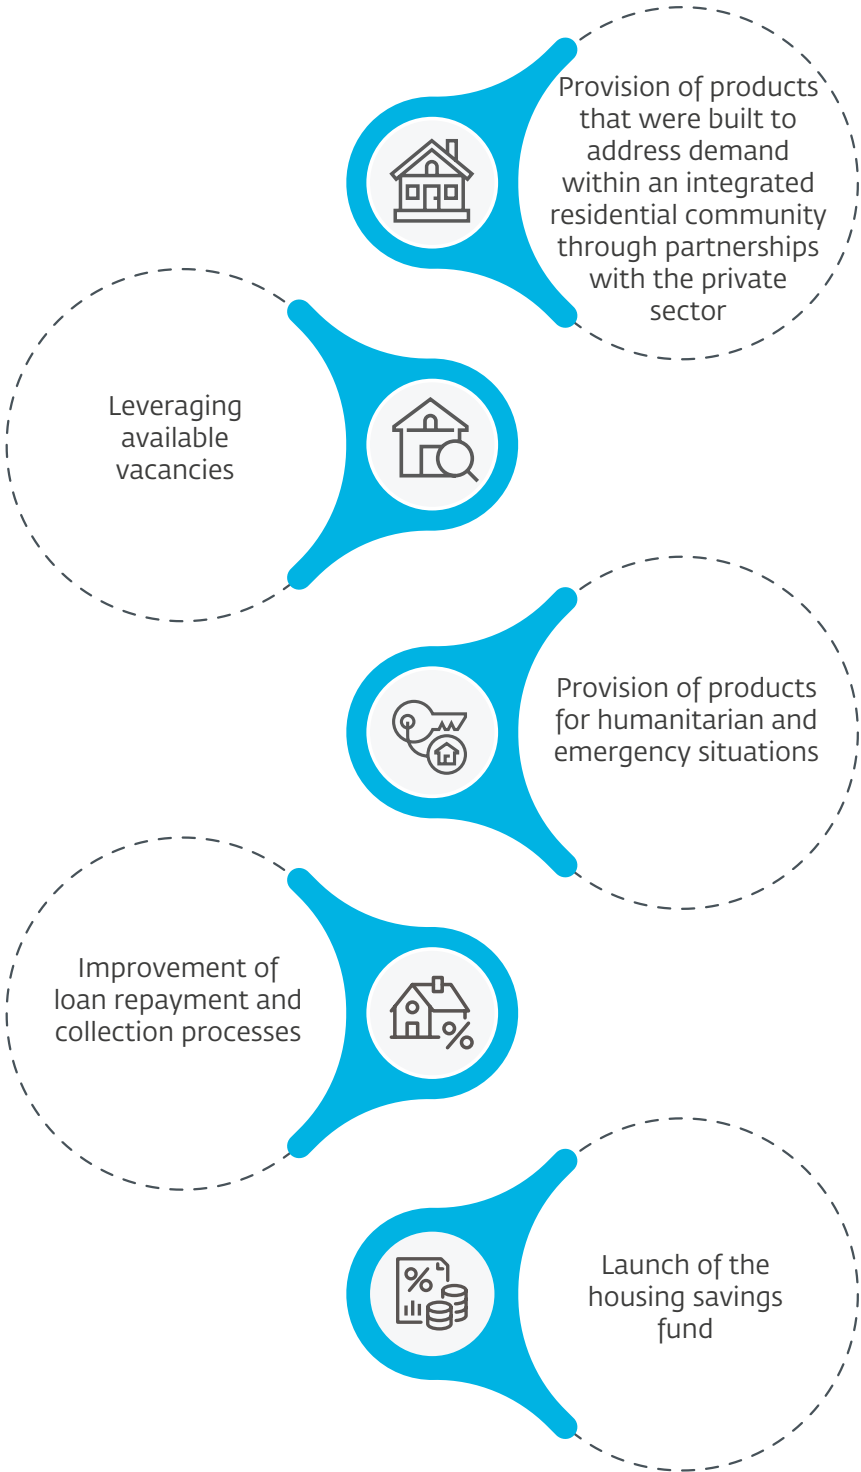 Provision of products
that were built to
address demand
within an integrated
residential community
through partnerships
with the private
sector
Leveraging
available
vacancies
Provision of products
for humanitarian and
emergency situations
Improvement of
loan repayment and
collection processes
Launch of the
housing savings
fund